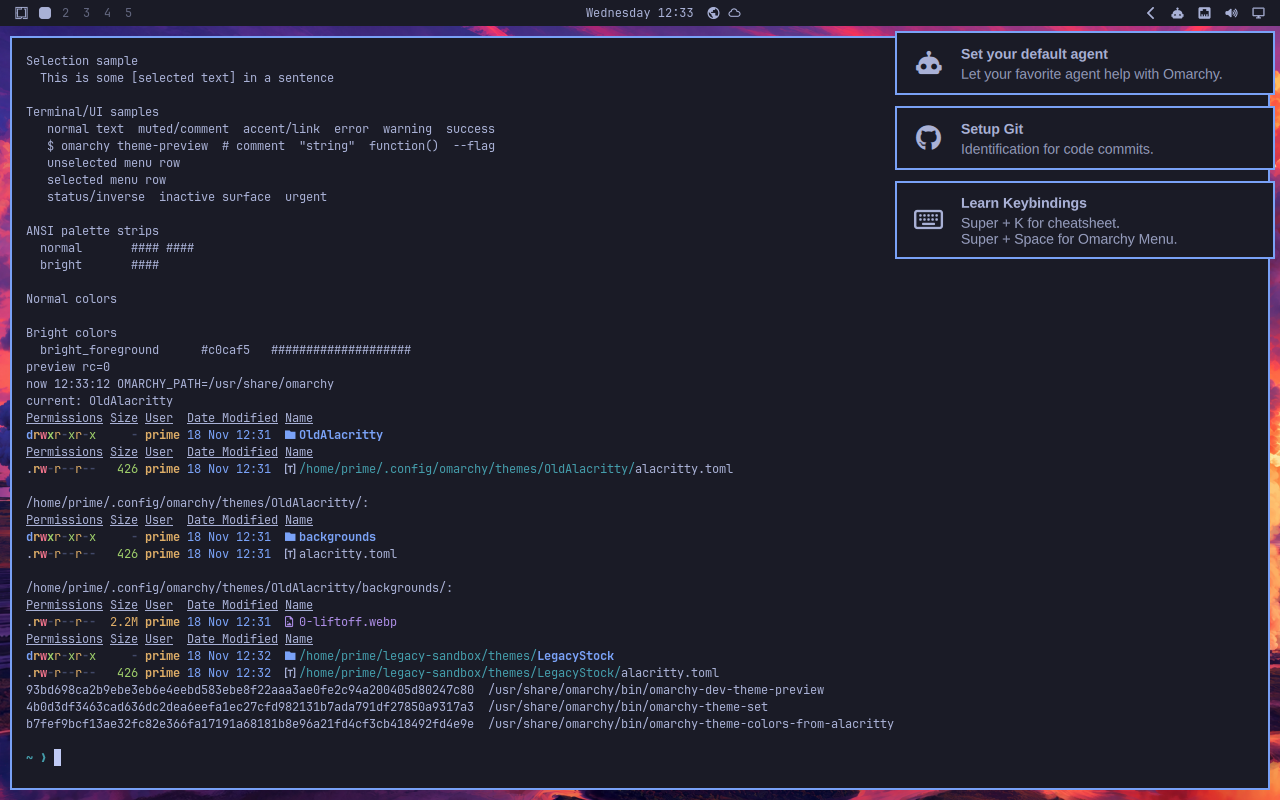 2 3 4 5
Wednesday 12:33
Set your default agent
Let your favorite agent help with Omarchy.
Setup Git
Identification for code commits.
Learn Keybindings
Super + K for cheatsheet.
Super + Space for Omarchy Menu.
Selection sample
This is some [selected text] in a sentence
Terminal/UI samples
normal text  muted/comment  accent/link  error  warning  success
$ omarchy theme-preview  # comment  "string"  function()  --flag
unselected menu row
selected menu row
status/inverse  inactive surface  urgent
ANSI palette strips
normal       #### ####
bright       ####
Normal colors
Bright colors
bright_foreground      #c0caf5   ####################
preview rc=0
now 12:33:12 OMARCHY_PATH=/usr/share/omarchy
current: OldAlacritty
Permissions Size User  Date Modified Name
drwxr-xr-x     - prime 18 Nov 12:31  OldAlacritty
Permissions Size User  Date Modified Name
.rw-r--r--   426 prime 18 Nov 12:31  /home/prime/.config/omarchy/themes/OldAlacritty/alacritty.toml
/home/prime/.config/omarchy/themes/OldAlacritty/:
Permissions Size User  Date Modified Name
drwxr-xr-x     - prime 18 Nov 12:31  backgrounds
.rw-r--r--   426 prime 18 Nov 12:31  alacritty.toml
/home/prime/.config/omarchy/themes/OldAlacritty/backgrounds/:
Permissions Size User  Date Modified Name
.rw-r--r--  2.2M prime 18 Nov 12:31  0-liftoff.webp
Permissions Size User  Date Modified Name
drwxr-xr-x     - prime 18 Nov 12:32  /home/prime/legacy-sandbox/themes/LegacyStock
.rw-r--r--   426 prime 18 Nov 12:32  /home/prime/legacy-sandbox/themes/LegacyStock/alacritty.toml
93bd698ca2b9ebe3eb6e4eebd583ebe8f22aaa3ae0fe2c94a200405d80247c80  /usr/share/omarchy/bin/omarchy-dev-theme-preview
4b0d3df3463cad636dc2dea6eefa1ec27cfd982131b7ada791df27850a9317a3  /usr/share/omarchy/bin/omarchy-theme-set
b7fef9bcf13ae32fc82e366fa17191a68181b8e96a21fd4cf3cb418492fd4e9e  /usr/share/omarchy/bin/omarchy-theme-colors-from-alacritty
~ ❯